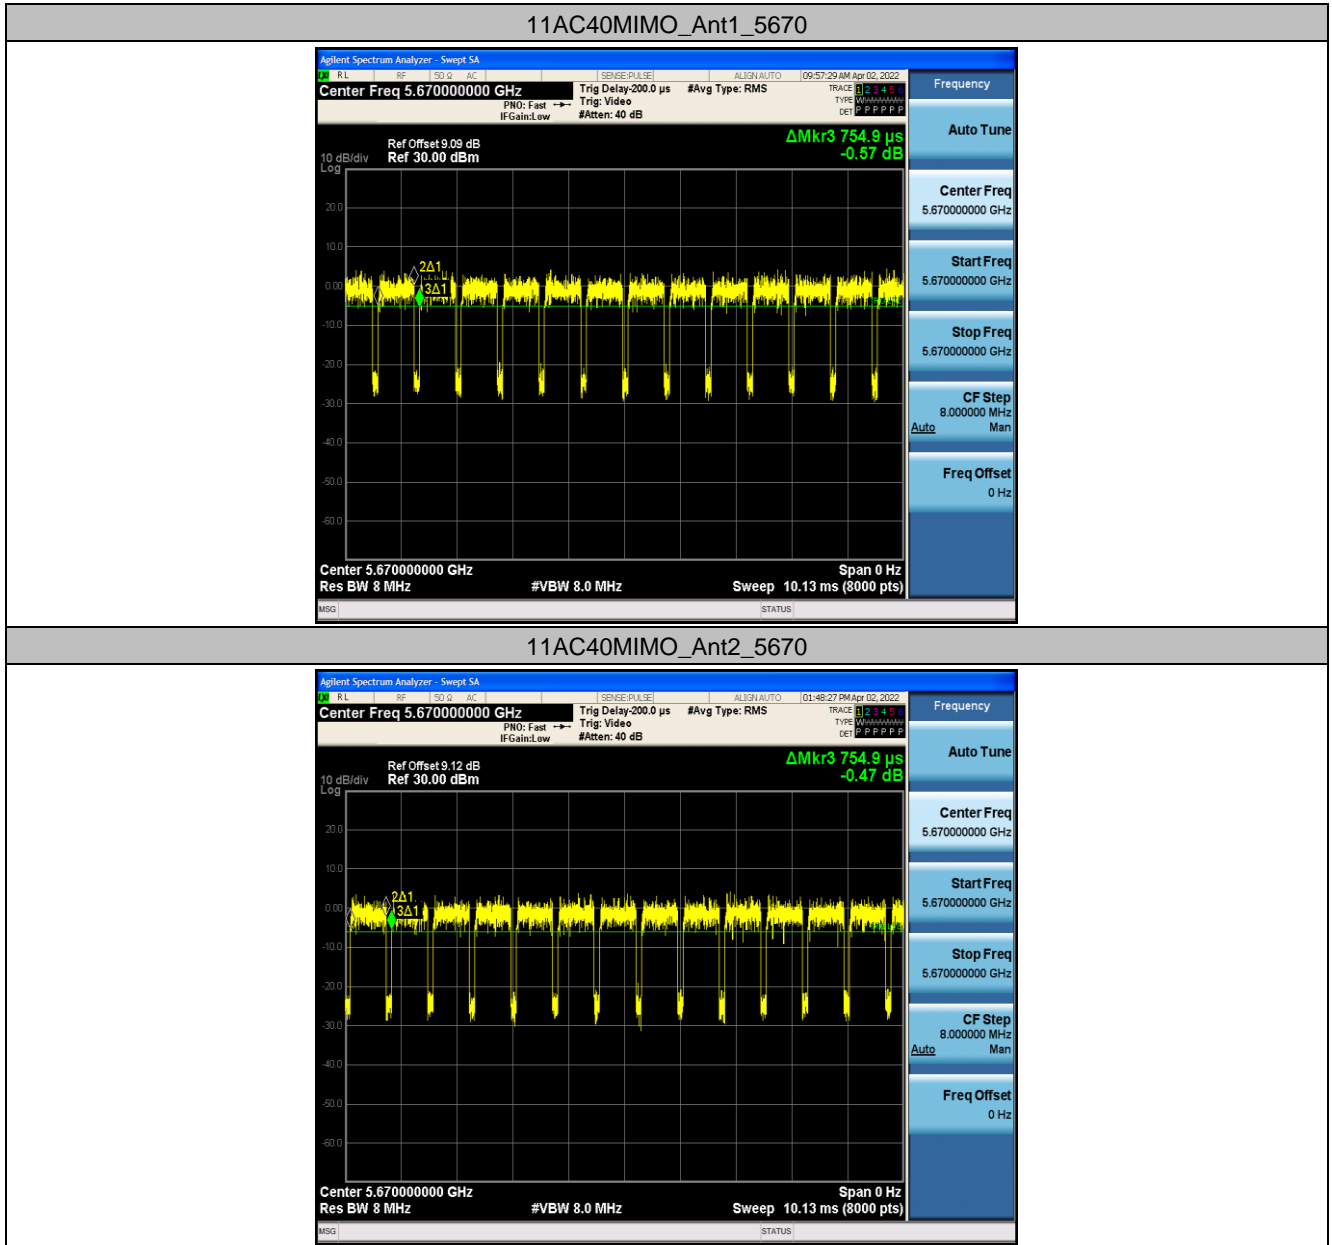 11AC40MIMO_Ant1_5670
Agilent Spectrum Analyzer - Swept SA
LXI RL RF 50 Ω AC SENSE:PULSE ALIGN AUTO 09:57:29 AM Apr 02, 2022
Center Freq 5.670000000 GHz Trig Delay-200.0 µs #Avg Type: RMS TRACE 1 2 3 4 5 6
PNO: Fast Trig: Video TYPE W
IFGain:Low #Atten: 40 dB DET P P P P P P
ΔMkr3 754.9 µs
Ref Offset 9.09 dB
-0.57 dB
10 dB/div Ref 30.00 dBm
Log
20.0
10.0
2Δ1
3Δ1
0.00
-10.0
-20.0
-30.0
-40.0
-50.0
-60.0
Center 5.670000000 GHz Span 0 Hz
Res BW 8 MHz #VBW 8.0 MHz Sweep 10.13 ms (8000 pts)
MSG STATUS
Frequency
Auto Tune
Center Freq
5.670000000 GHz
Start Freq
5.670000000 GHz
Stop Freq
5.670000000 GHz
CF Step
8.000000 MHz
Auto Man
Freq Offset
0 Hz
11AC40MIMO_Ant2_5670
Agilent Spectrum Analyzer - Swept SA
LXI RL RF 50 Ω AC SENSE:PULSE ALIGN AUTO 01:48:27 PM Apr 02, 2022
Center Freq 5.670000000 GHz Trig Delay-200.0 µs #Avg Type: RMS TRACE 1 2 3 4 5 6
PNO: Fast Trig: Video TYPE W
IFGain:Low #Atten: 40 dB DET P P P P P P
ΔMkr3 754.9 µs
Ref Offset 9.12 dB
-0.47 dB
10 dB/div Ref 30.00 dBm
Log
20.0
10.0
2Δ1
3Δ1
0.00
-10.0
-20.0
-30.0
-40.0
-50.0
-60.0
Center 5.670000000 GHz Span 0 Hz
Res BW 8 MHz #VBW 8.0 MHz Sweep 10.13 ms (8000 pts)
MSG STATUS
Frequency
Auto Tune
Center Freq
5.670000000 GHz
Start Freq
5.670000000 GHz
Stop Freq
5.670000000 GHz
CF Step
8.000000 MHz
Auto Man
Freq Offset
0 Hz